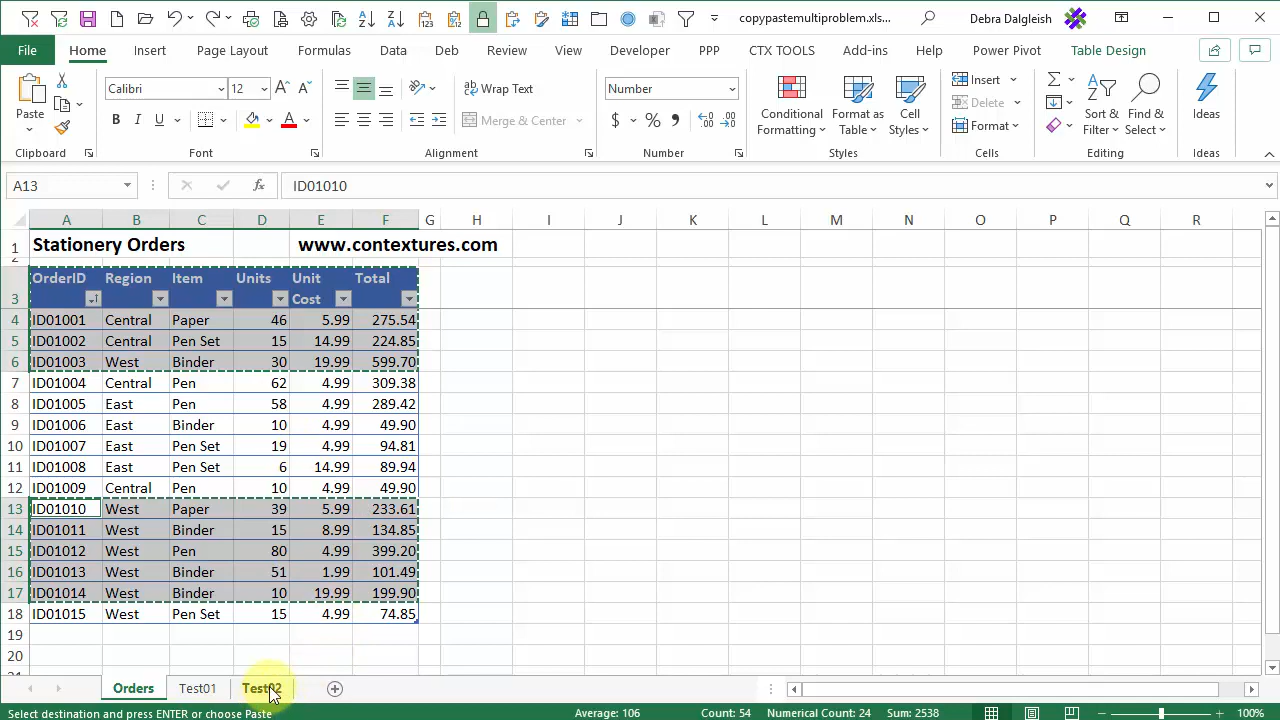 copypastemultiproblem.xls...
Debra Dalgleish
File Home Insert Page Layout Formulas Data Deb Review View Developer PPP CTX TOOLS Add-ins Help Power Pivot Table Design
Paste
Calibri 12
B I U
Wrap Text
Merge & Center
Number
$ %
Conditional Formatting
Format as Table
Cell Styles
Insert
Delete
Format
Sort & Filter
Find & Select
Ideas
Clipboard Font Alignment Number Styles Cells Editing Ideas
A13 ID01010
A B C D E F G H I J K L M N O P Q R
1 Stationery Orders www.contextures.com
2
3 OrderID Region Item Units Unit Cost Total
4 ID01001 Central Paper 46 5.99 275.54
5 ID01002 Central Pen Set 15 14.99 224.85
6 ID01003 West Binder 30 19.99 599.70
7 ID01004 Central Pen 62 4.99 309.38
8 ID01005 East Pen 58 4.99 289.42
9 ID01006 East Binder 10 4.99 49.90
10 ID01007 East Pen Set 19 4.99 94.81
11 ID01008 East Pen Set 6 14.99 89.94
12 ID01009 Central Pen 10 4.99 49.90
13 ID01010 West Paper 39 5.99 233.61
14 ID01011 West Binder 15 8.99 134.85
15 ID01012 West Pen 80 4.99 399.20
16 ID01013 West Binder 51 1.99 101.49
17 ID01014 West Binder 10 19.99 199.90
18 ID01015 West Pen Set 15 4.99 74.85
19
20
Orders Test01 Test02
Select destination and press ENTER or choose Paste Average: 106 Count: 54 Numerical Count: 24 Sum: 2538 100%